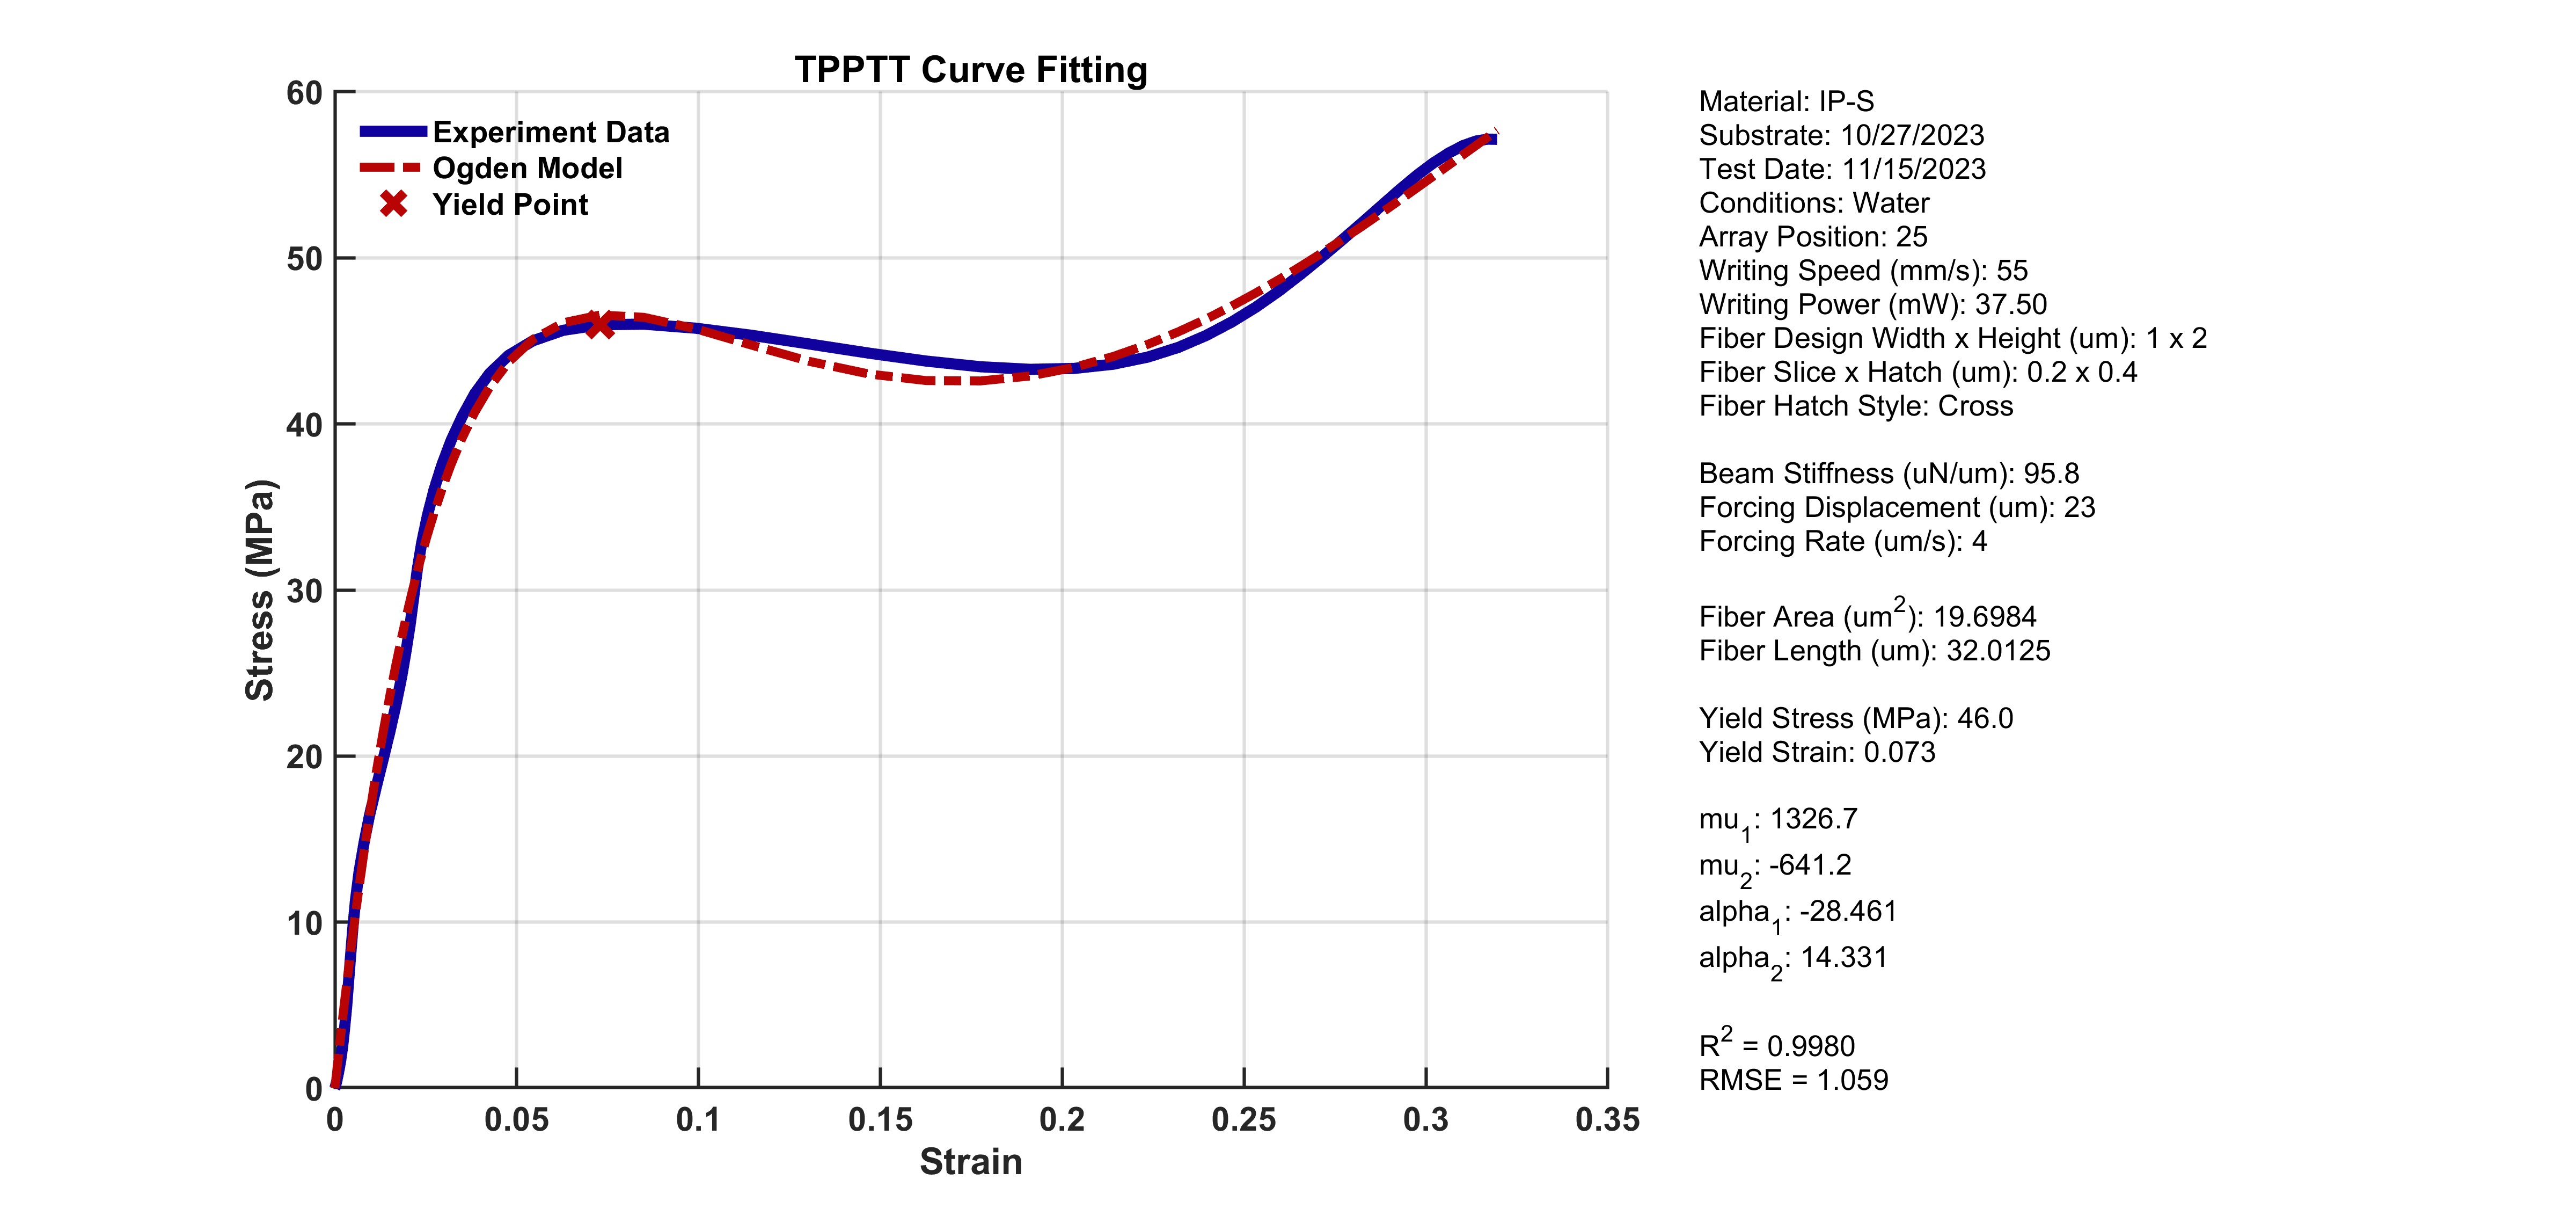 TPPTT Curve Fitting
60
50
40
30
20
10
0
Stress (MPa)
Experiment Data
Ogden Model
Yield Point
0 0.05 0.1 0.15 0.2 0.25 0.3 0.35
Strain
Material: IP-S
Substrate: 10/27/2023
Test Date: 11/15/2023
Conditions: Water
Array Position: 25
Writing Speed (mm/s): 55
Writing Power (mW): 37.50
Fiber Design Width x Height (um): 1 x 2
Fiber Slice x Hatch (um): 0.2 x 0.4
Fiber Hatch Style: Cross
Beam Stiffness (uN/um): 95.8
Forcing Displacement (um): 23
Forcing Rate (um/s): 4
Fiber Area (um²): 19.6984
Fiber Length (um): 32.0125
Yield Stress (MPa): 46.0
Yield Strain: 0.073
mu₁: 1326.7
mu₂: -641.2
alpha₁: -28.461
alpha₂: 14.331
R² = 0.9980
RMSE = 1.059